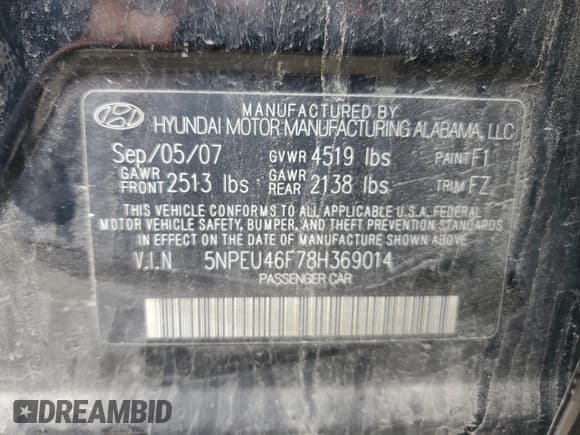 MANUFACTURED BY
HYUNDAI MOTOR MANUFACTURING ALABAMA, LLC
Sep/05/07 GVWR 4519 lbs PAINT F1
GAWR FRONT 2513 lbs GAWR REAR 2138 lbs TRIM FZ
THIS VEHICLE CONFORMS TO ALL APPLICABLE U.S.A. FEDERAL
MOTOR VEHICLE SAFETY, BUMPER, AND THEFT PREVENTION STANDARDS
IN EFFECT ON THE DATE OF MANUFACTURE SHOWN ABOVE.
V.I.N 5NPEU46F78H369014
PASSENGER CAR
DREAMBID